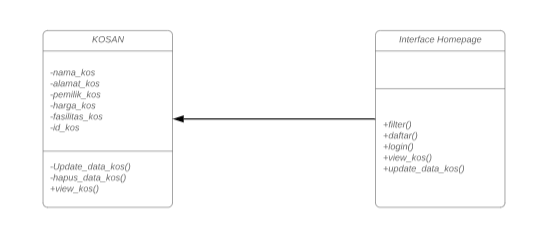 KOSAN
-nama_kos
-alamat_kos
-pemilik_kos
-harga_kos
-fasilitas_kos
-id_kos
-Update_data_kos()
-hapus_data_kos()
+view_kos()
Interface Homepage
+filter()
+daftar()
+login()
+view_kos()
+update_data_kos()